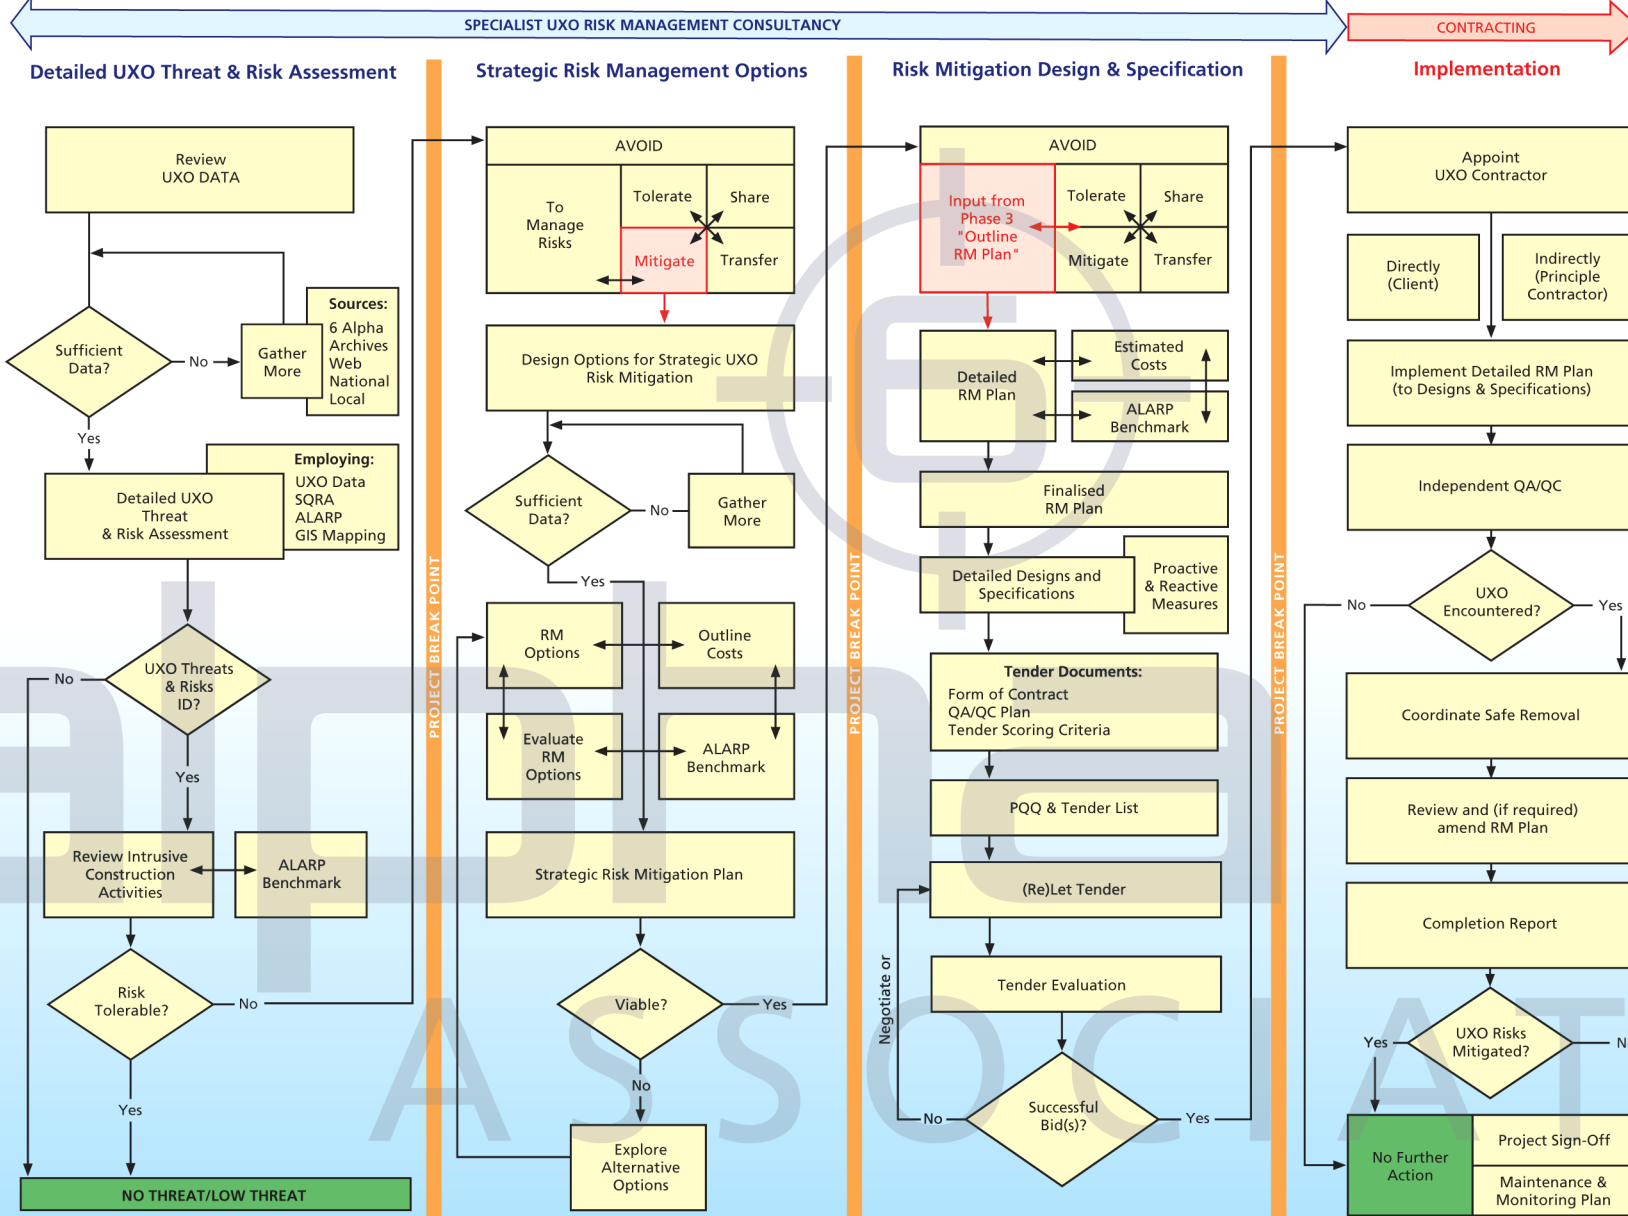 SPECIALIST UXO RISK MANAGEMENT CONSULTANCY
CONTRACTING
Detailed UXO Threat & Risk Assessment
Review
UXO DATA
Sufficient
Data?
No
Gather
More
Sources:
6 Alpha
Archives
Web
National
Local
Yes
Employing:
UXO Data
SQRA
ALARP
GIS Mapping
Detailed UXO
Threat
& Risk Assessment
UXO Threats
& Risks
ID?
No
Yes
Review Intrusive
Construction
Activities
ALARP
Benchmark
Risk
Tolerable?
No
Yes
NO THREAT/LOW THREAT
PROJECT BREAK POINT
Strategic Risk Management Options
AVOID
To
Manage
Risks
Tolerate
Share
Mitigate
Transfer
Design Options for Strategic UXO
Risk Mitigation
Sufficient
Data?
No
Gather
More
Yes
RM
Options
Outline
Costs
Evaluate
RM
Options
ALARP
Benchmark
Strategic Risk Mitigation Plan
Viable?
Yes
No
Explore
Alternative
Options
PROJECT BREAK POINT
Risk Mitigation Design & Specification
AVOID
Input from
Phase 3
"Outline
RM Plan"
Tolerate
Share
Mitigate
Transfer
Detailed
RM Plan
Estimated
Costs
ALARP
Benchmark
Finalised
RM Plan
Detailed Designs and
Specifications
Proactive
& Reactive
Measures
Tender Documents:
Form of Contract
QA/QC Plan
Tender Scoring Criteria
PQQ & Tender List
(Re)Let Tender
Negotiate or
Tender Evaluation
Successful
Bid(s)?
No
Yes
PROJECT BREAK POINT
Implementation
Appoint
UXO Contractor
Directly
(Client)
Indirectly
(Principle
Contractor)
Implement Detailed RM Plan
(to Designs & Specifications)
Independent QA/QC
UXO
Encountered?
No
Yes
Coordinate Safe Removal
Review and (if required)
amend RM Plan
Completion Report
UXO Risks
Mitigated?
Yes
N
No Further
Action
Project Sign-Off
Maintenance &
Monitoring Plan
6
alpha
ASSOCIAT